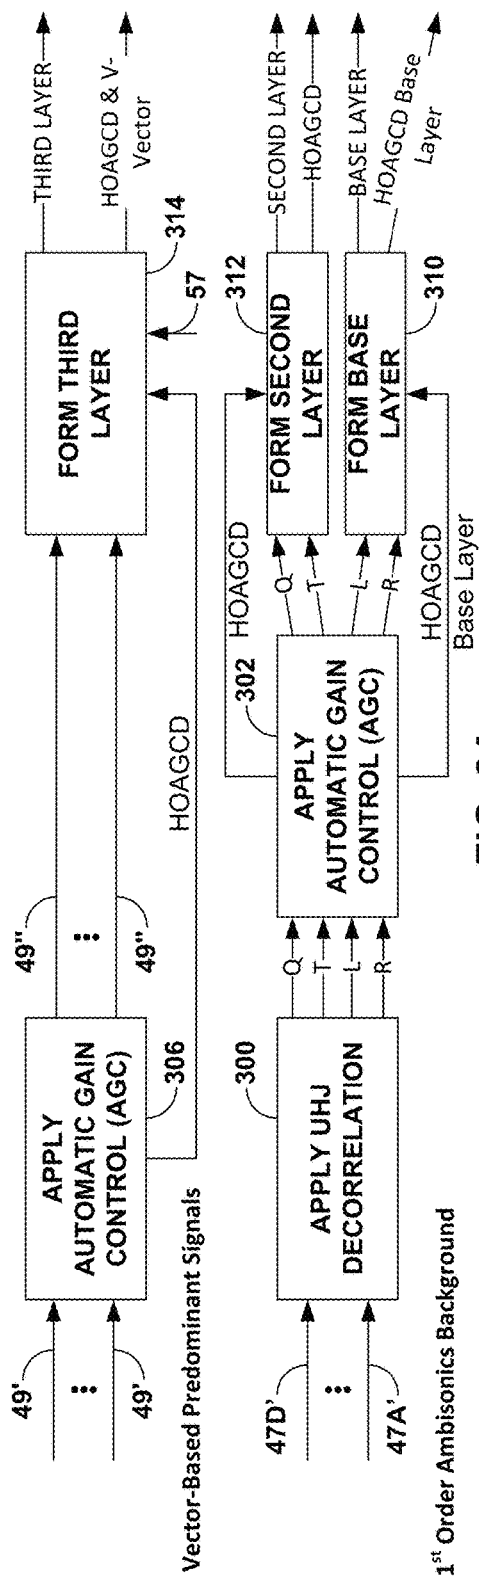 49'
49'
APPLY
AUTOMATIC GAIN
CONTROL (AGC)
306
49"
49"
HOAGCD
FORM THIRD
LAYER
314
57
THIRD LAYER
HOAGCD & V-
Vector
Vector-Based Predominant Signals
47D'
47A'
APPLY UHJ
DECORRELATION
300
Q
T
L
R
APPLY
AUTOMATIC GAIN
CONTROL (AGC)
302
HOAGCD
Q
T
L
R
HOAGCD
Base Layer
FORM SECOND
LAYER
312
FORM BASE
LAYER
310
SECOND LAYER
HOAGCD
BASE LAYER
HOAGCD Base
Layer
1st Order Ambisonics Background